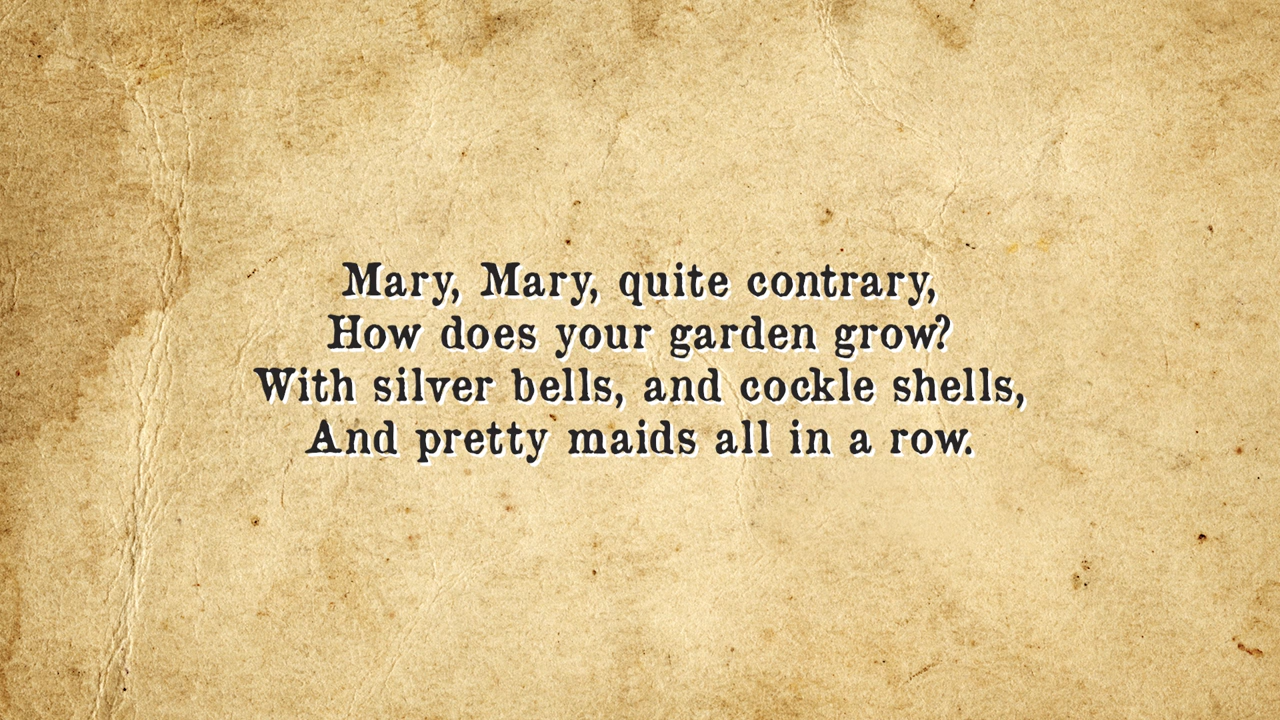 Mary, Mary, quite contrary,
How does your garden grow?
With silver bells, and cockle shells,
And pretty maids all in a row.